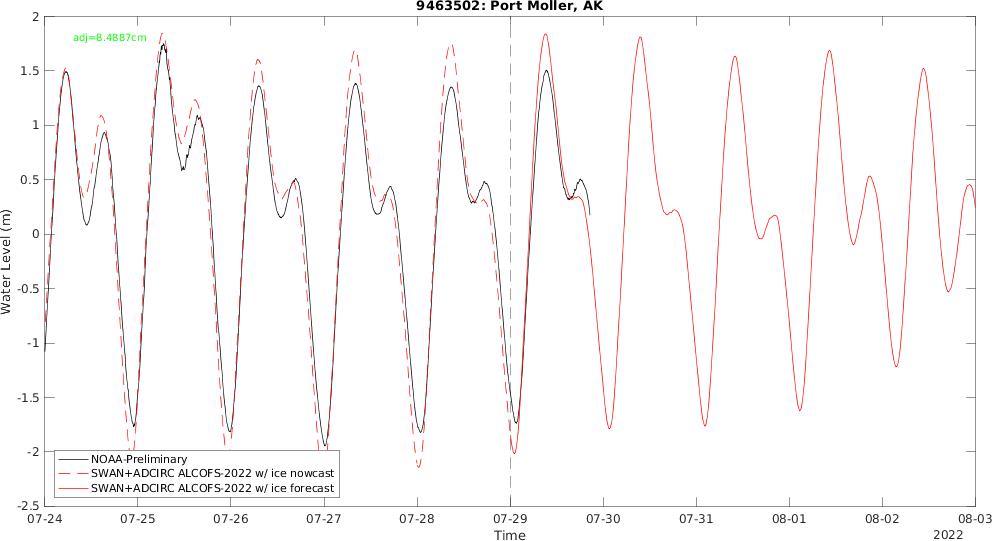 9463502: Port Moller, AK
adj=8.4887cm
2
1.5
1
0.5
0
-0.5
-1
-1.5
-2
-2.5
Water Level (m)
NOAA-Preliminary
SWAN+ADCIRC ALCOFS-2022 w/ ice nowcast
SWAN+ADCIRC ALCOFS-2022 w/ ice forecast
07-24 07-25 07-26 07-27 07-28 07-29 07-30 07-31 08-01 08-02 08-03
Time
2022